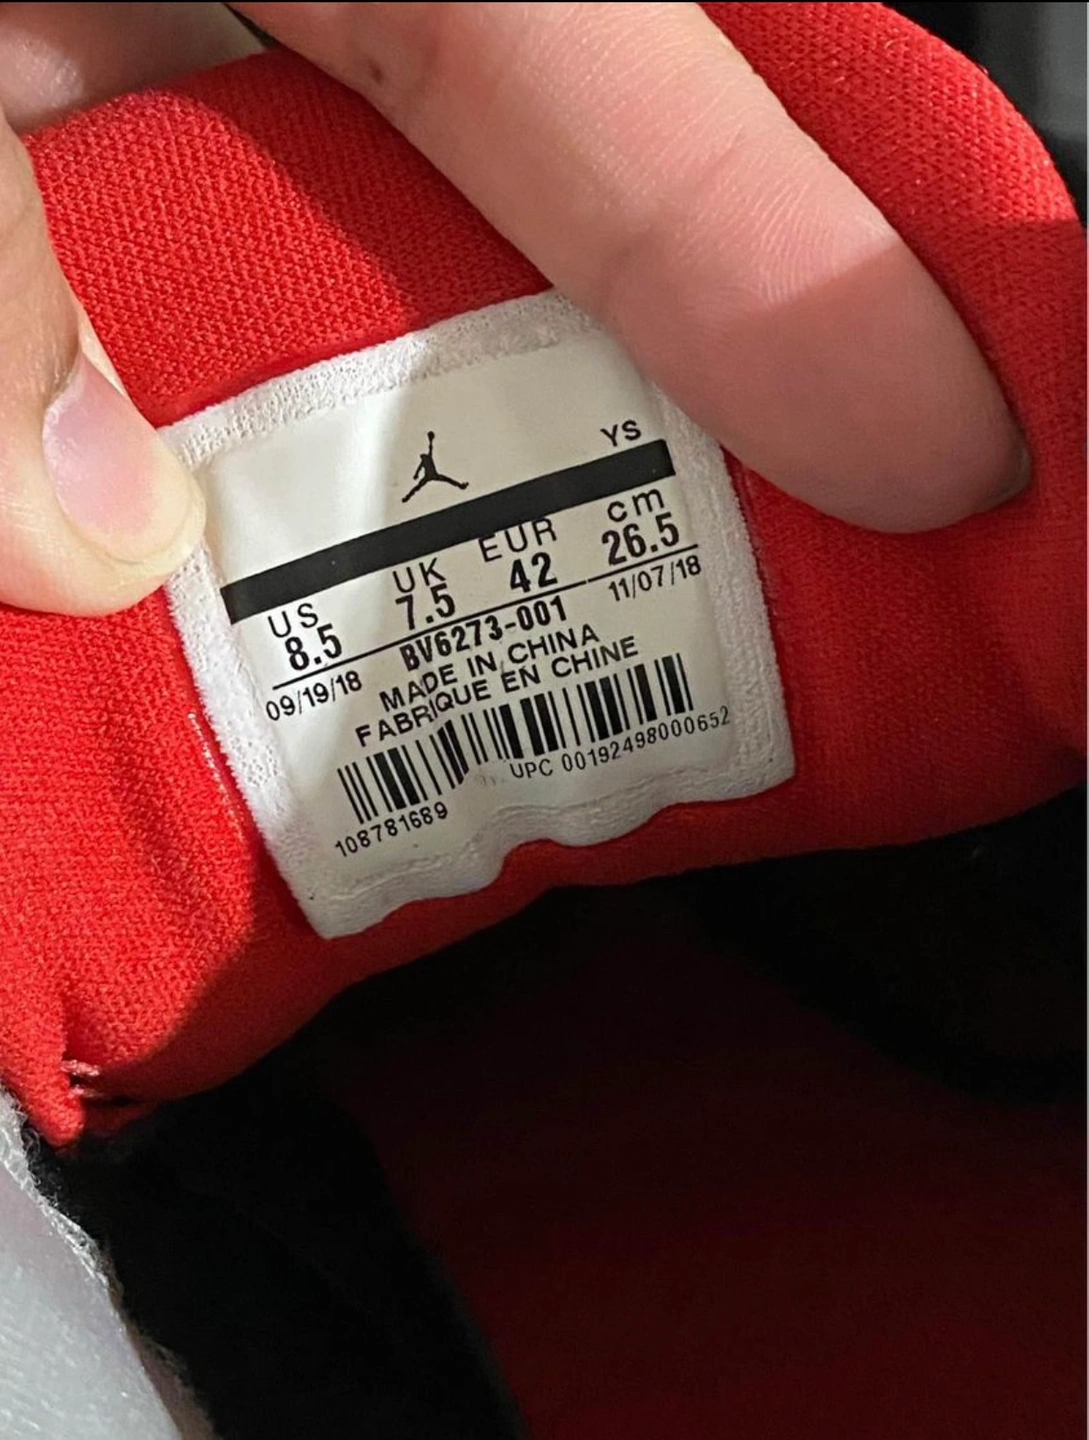 YS
US UK EUR cm
8.5 7.5 42 26.5
09/19/18 BV6273-001 11/07/18
MADE IN CHINA
FABRIQUE EN CHINE
UPC 00192498000652
108781689